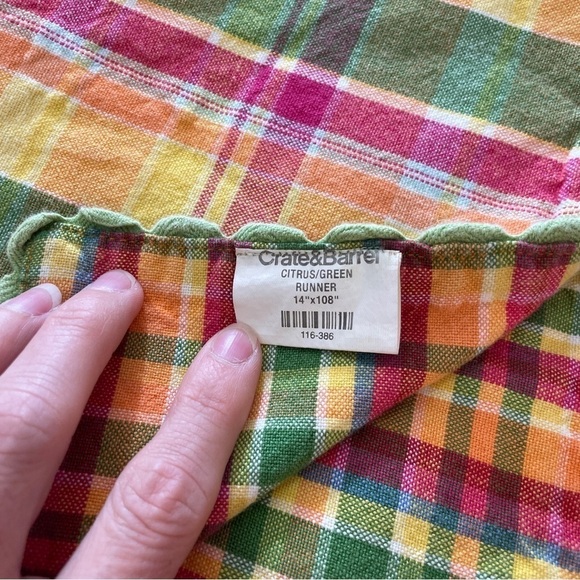 Crate&Barrel
CITRUS/GREEN
RUNNER
14"x108"
116-386